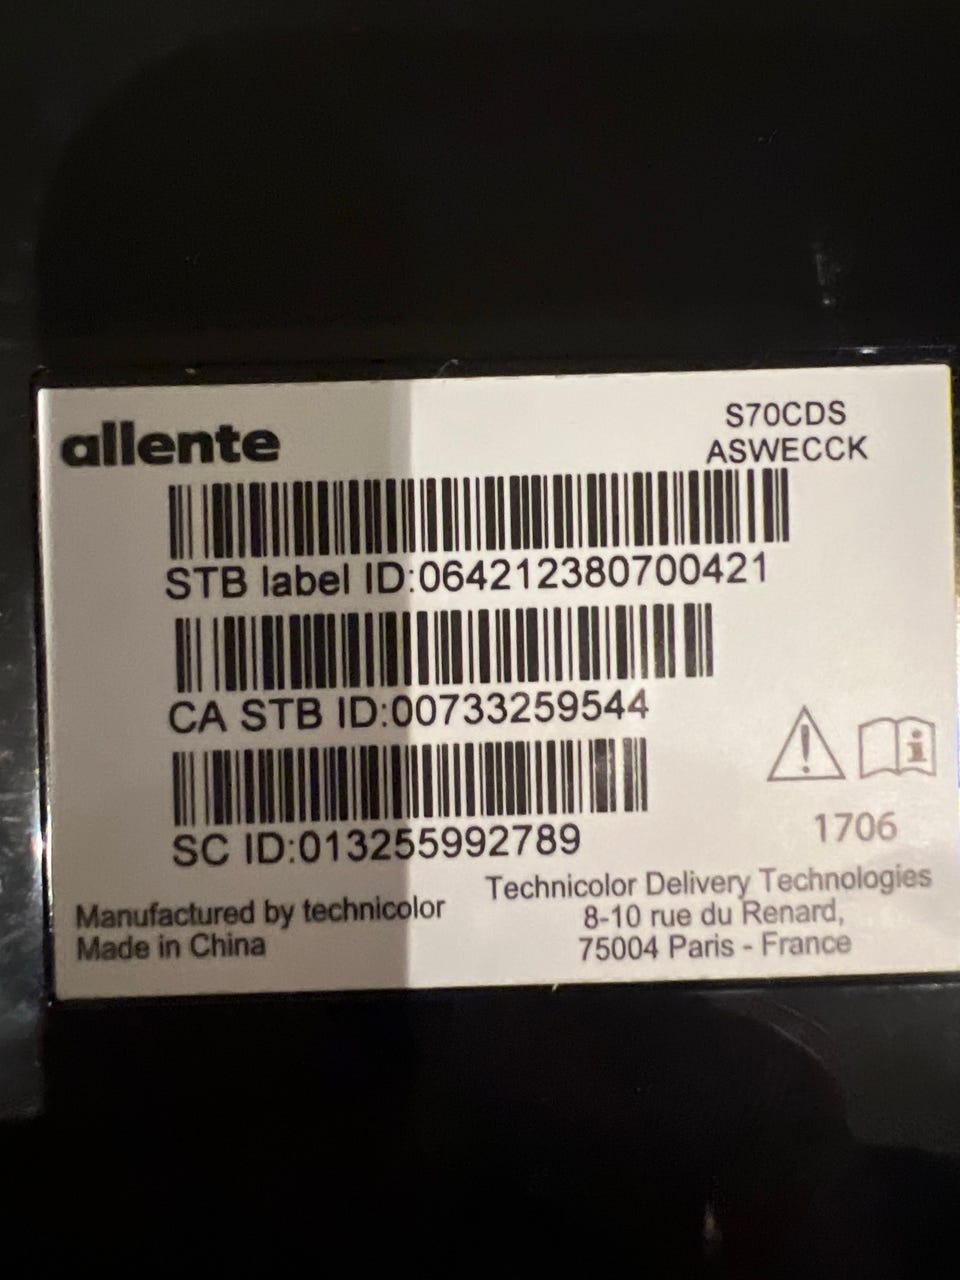 allente
S70CDS
ASWECCK
STB label ID:064212380700421
CA STB ID:00733259544
SC ID:013255992789
1706
Manufactured by technicolor
Made in China
Technicolor Delivery Technologies
8-10 rue du Renard,
75004 Paris - France